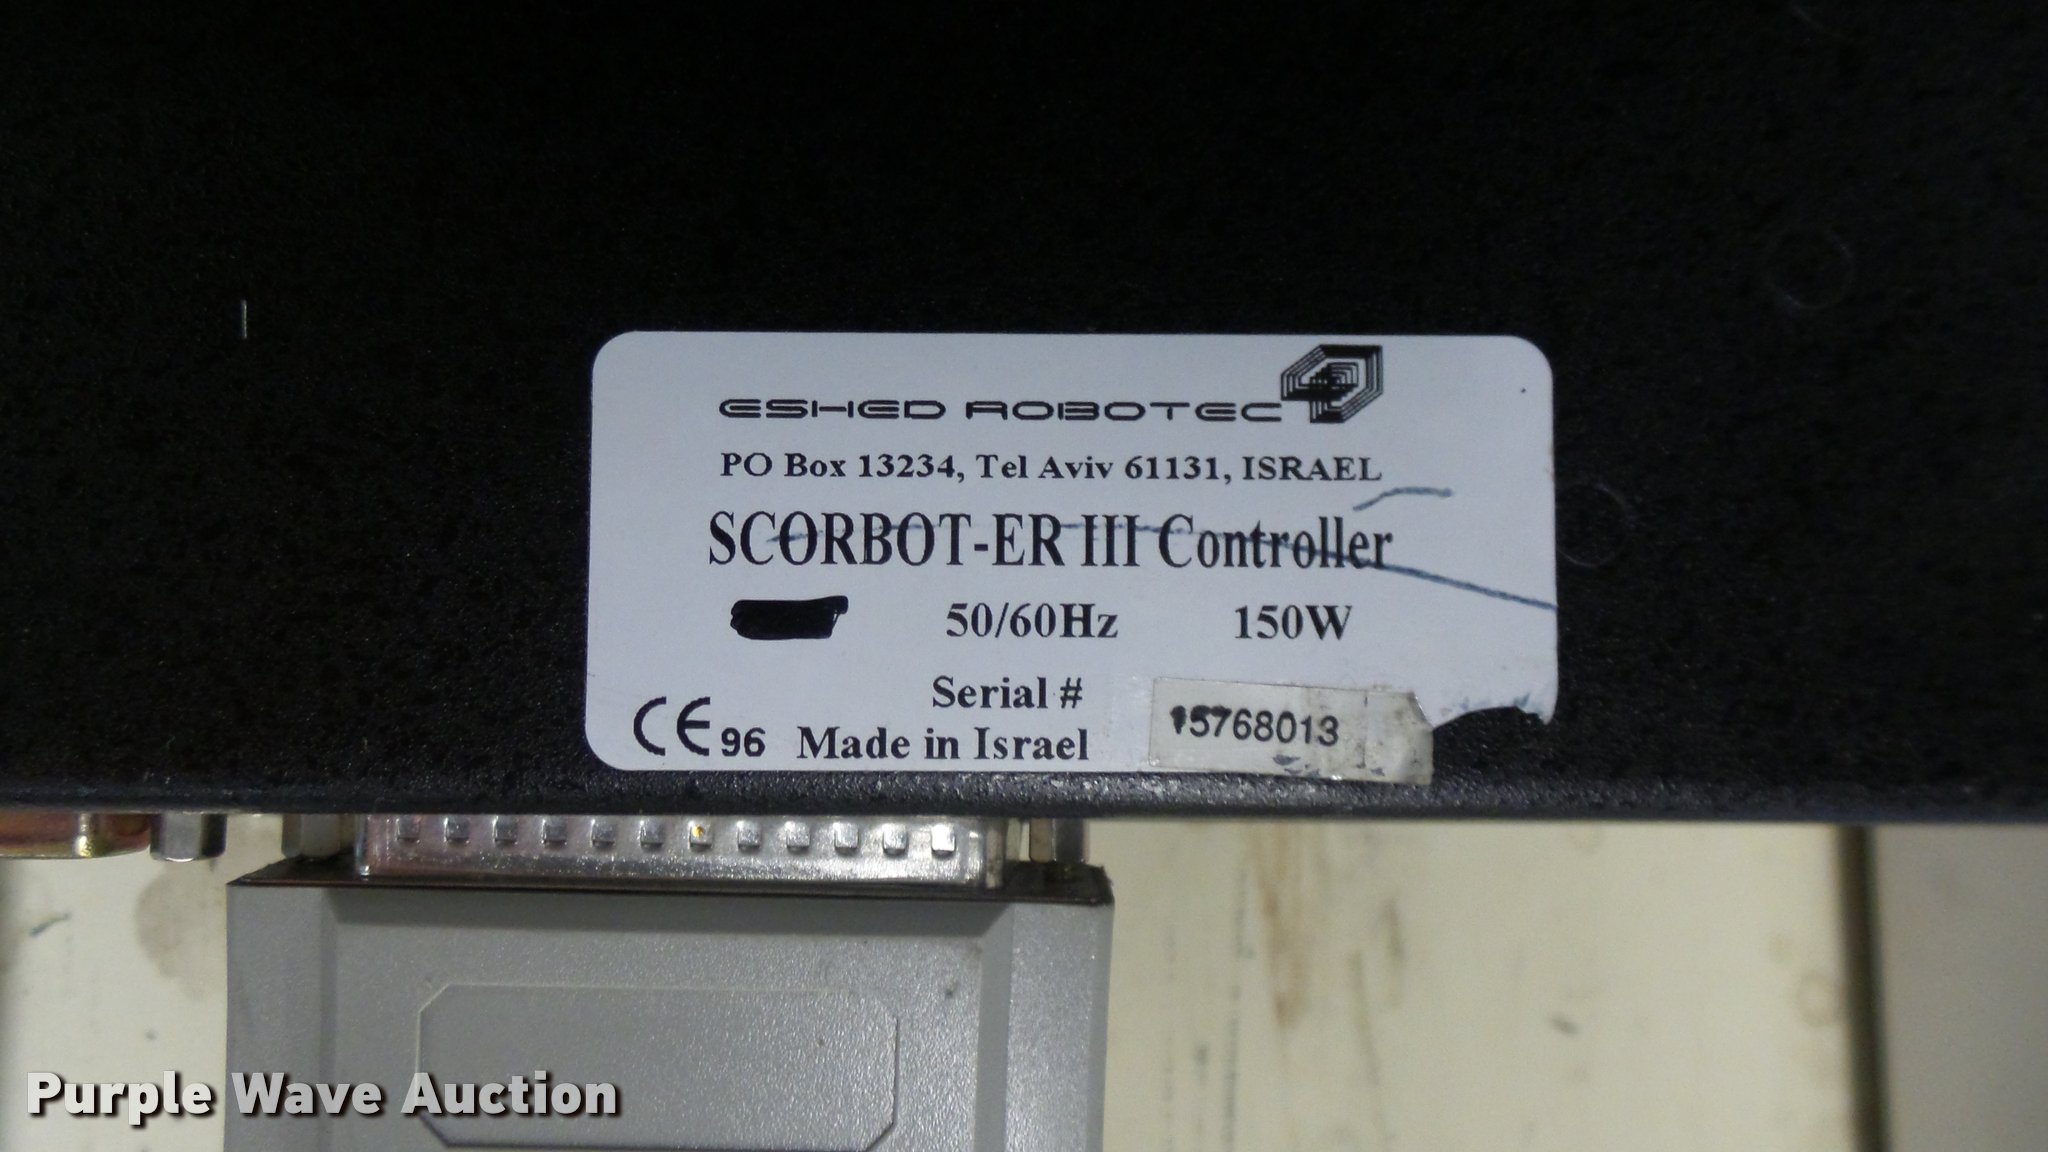 ESHED ROBOTEC
PO Box 13234, Tel Aviv 61131, ISRAEL
SCORBOT-ER III Controller
50/60Hz 150W
Serial # 15768013
CE 96 Made in Israel
Purple Wave Auction